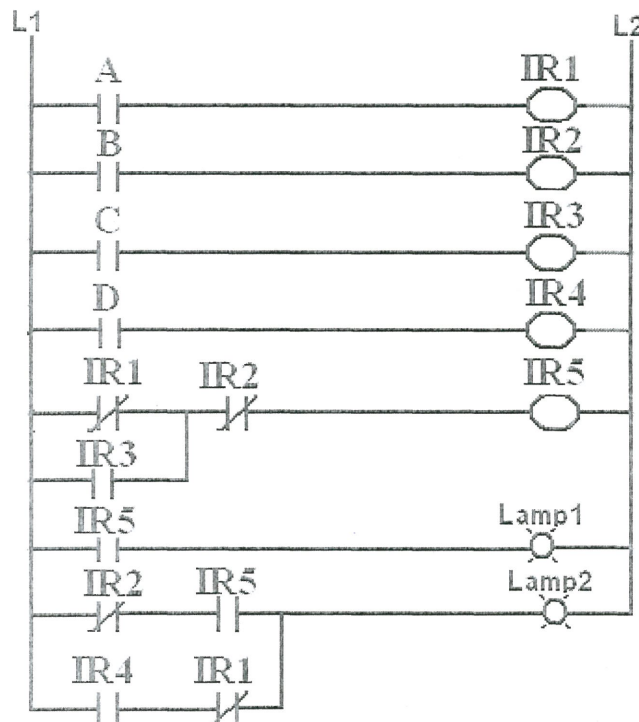 L1 L2
A IR1
B IR2
C IR3
D IR4
IR1 IR2 IR5
IR3
IR5 Lamp1
IR2 IR5 Lamp2
IR4 IR1